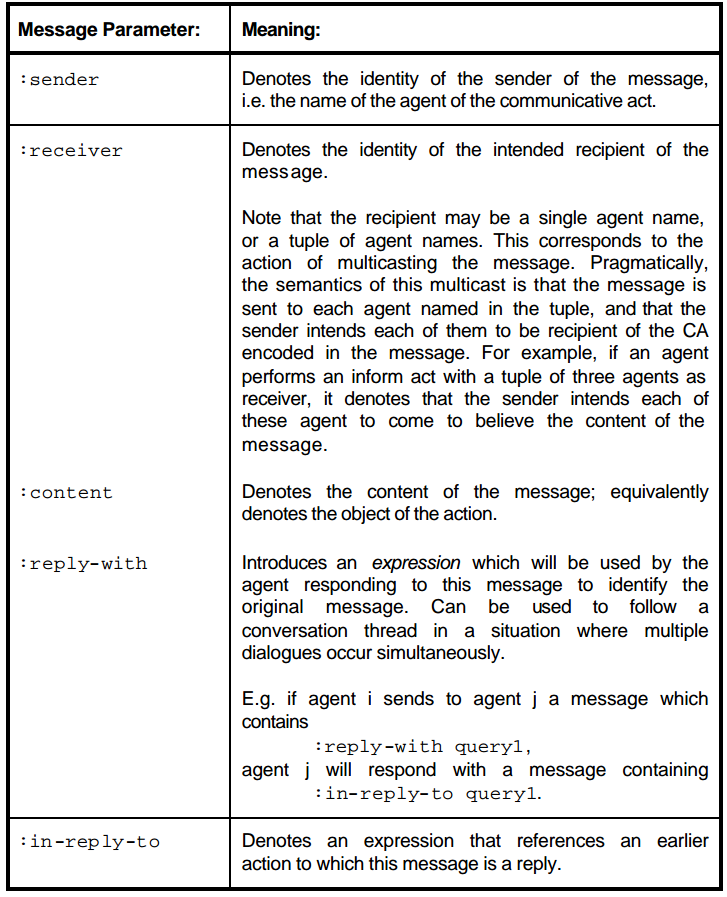 Message Parameter: Meaning:
:sender Denotes the identity of the sender of the message,
i.e. the name of the agent of the communicative act.
:receiver Denotes the identity of the intended recipient of the
message.
Note that the recipient may be a single agent name,
or a tuple of agent names. This corresponds to the
action of multicasting the message. Pragmatically,
the semantics of this multicast is that the message is
sent to each agent named in the tuple, and that the
sender intends each of them to be recipient of the CA
encoded in the message. For example, if an agent
performs an inform act with a tuple of three agents as
receiver, it denotes that the sender intends each of
these agent to come to believe the content of the
message.
:content Denotes the content of the message; equivalently
denotes the object of the action.
:reply-with Introduces an expression which will be used by the
agent responding to this message to identify the
original message. Can be used to follow a
conversation thread in a situation where multiple
dialogues occur simultaneously.
E.g. if agent i sends to agent j a message which
contains
:reply-with query1,
agent j will respond with a message containing
:in-reply-to query1.
:in-reply-to Denotes an expression that references an earlier
action to which this message is a reply.